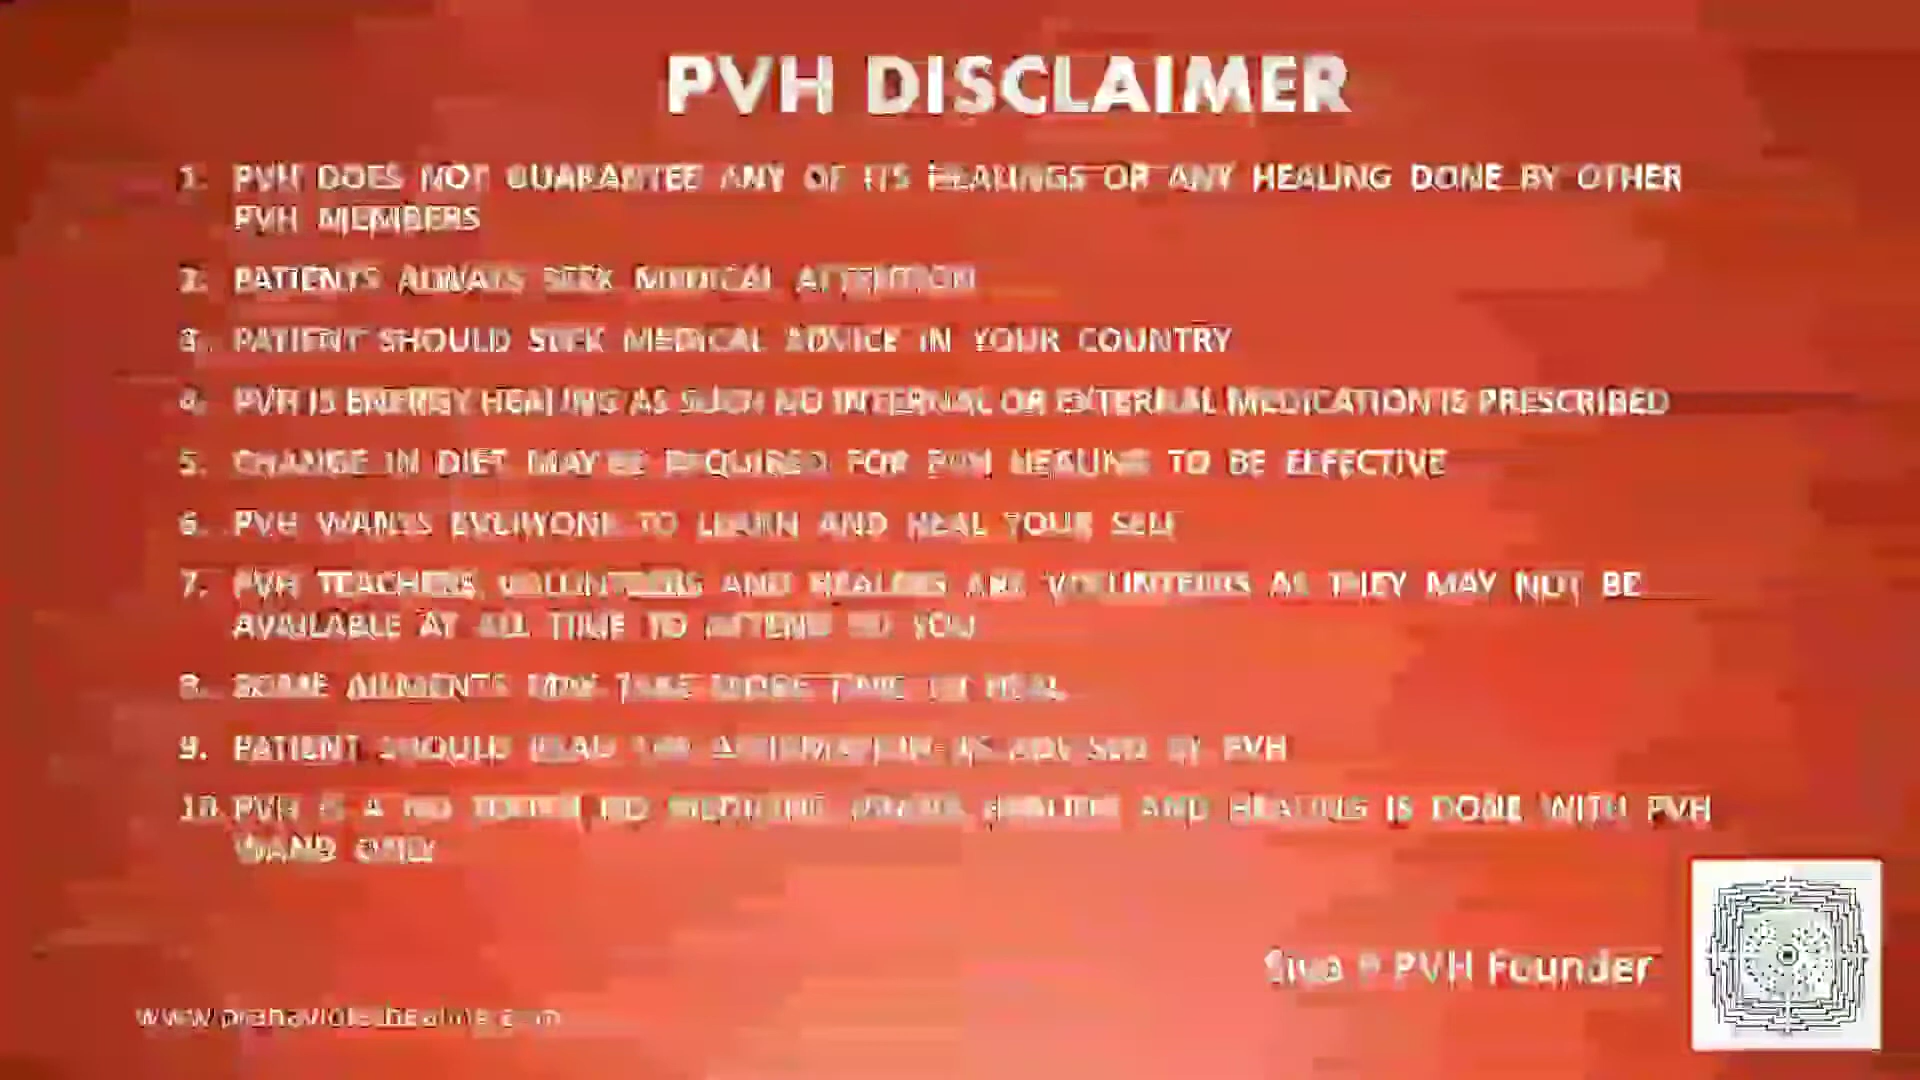 PVH DISCLAIMER
1. PVH DOES NOT GUARANTEE ANY OF ITS HEALINGS OR ANY HEALING DONE BY OTHER
PVH MEMBERS
2. PATIENTS ALWAYS SEEK MEDICAL ATTENTION
3. PATIENT SHOULD SEEK MEDICAL ADVICE IN YOUR COUNTRY
4. PVH IS ENERGY HEALING AS SUCH NO INTERNAL OR EXTERNAL MEDICATION IS PRESCRIBED
5. CHANGE IN DIET MAY BE REQUIRED FOR PVH HEALING TO BE EFFECTIVE
6. PVH WANTS EVERYONE TO LEARN AND HEAL YOUR SELF
7. PVH TEACHERS, VOLUNTEERS AND HEALERS ARE VOLUNTEERS AS THEY MAY NOT BE
AVAILABLE AT ALL TIME TO ATTEND TO YOU
8. SOME AILMENTS MAY TAKE MORE TIME TO HEAL
9. PATIENT SHOULD READ THE AFFIRMATION AS ADVISED BY PVH
10. PVH IS A NO TOUCH NO MEDICINE HEALING AND HEALING IS DONE WITH PVH
WAND ONLY
Siva PVH Founder
www.pranaviolethealing.com